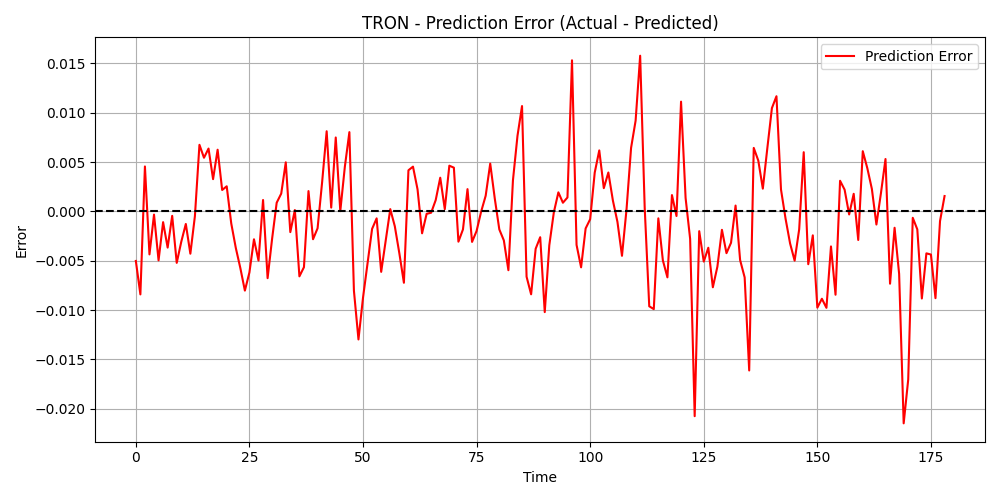 TRON - Prediction Error (Actual - Predicted)
Prediction Error
0.015
0.010
0.005
0.000
−0.005
−0.010
−0.015
−0.020
Error
0 25 50 75 100 125 150 175
Time